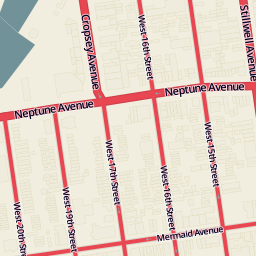 Cropsey Avenue
West 16th Street
Stillwell Avenue
Neptune Avenue
Neptune Avenue
West 17th Street
West 15th Street
West 16th Street
West 19th Street
West 20th Street
Mermaid Avenue